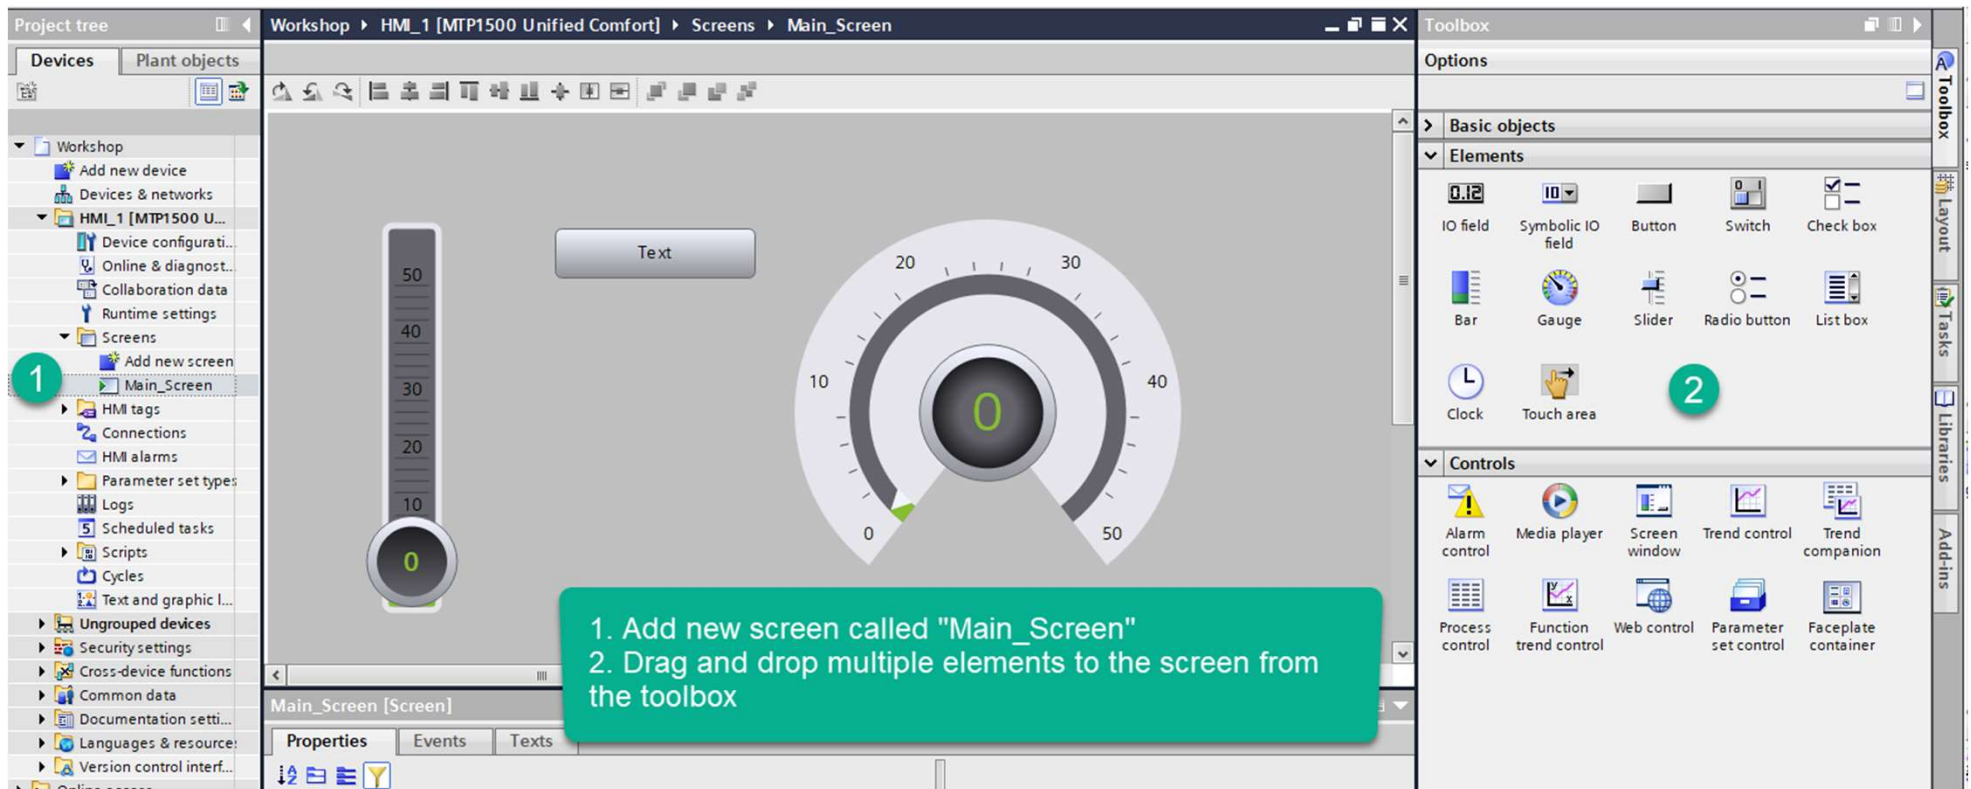 Project tree
Devices
Plant objects
Workshop
Add new device
Devices & networks
HMI_1 [MTP1500 U...
Device configurati...
Online & diagnost...
Collaboration data
Runtime settings
Screens
Add new screen
1
Main_Screen
HMI tags
Connections
HMI alarms
Parameter set types
Logs
Scheduled tasks
Scripts
Cycles
Text and graphic l...
Ungrouped devices
Security settings
Cross-device functions
Common data
Documentation setti...
Languages & resources
Version control interf...
Workshop HMI_1 [MTP1500 Unified Comfort] Screens Main_Screen
50
40
30
20
10
0
Text
20 30
10 40
0
0 50
1. Add new screen called "Main_Screen"
2. Drag and drop multiple elements to the screen from
the toolbox
Main_Screen [Screen]
Properties Events Texts
Toolbox
Options
Basic objects
Elements
0.12 10 0 1
IO field Symbolic IO Button Switch Check box
field
Bar Gauge Slider Radio button List box
Clock Touch area
2
Controls
Alarm Media player Screen Trend control Trend
control window companion
Process Function Web control Parameter Faceplate
control trend control set control container
Toolbox
Layout
Tasks
Libraries
Add-ins